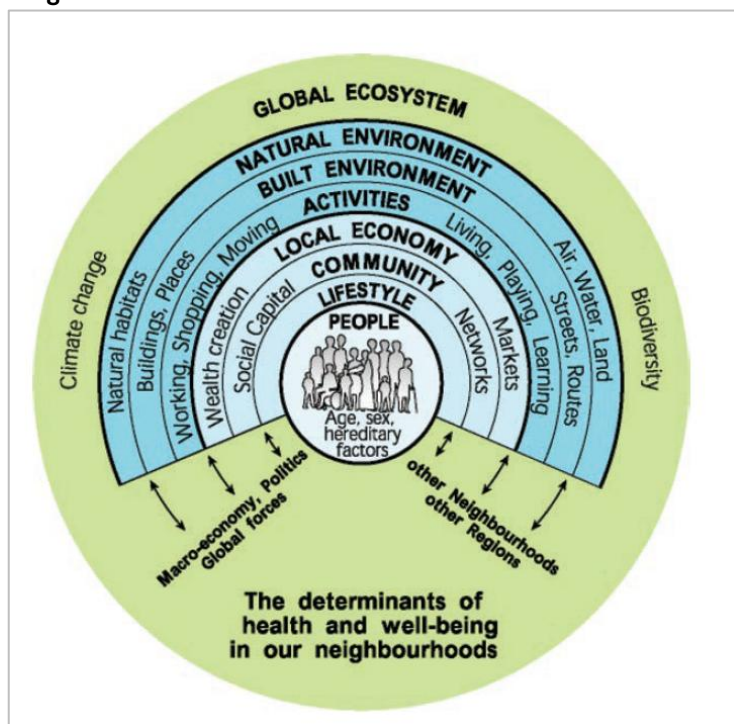 GLOBAL ECOSYSTEM
NATURAL ENVIRONMENT
BUILT ENVIRONMENT
ACTIVITIES
LOCAL ECONOMY
COMMUNITY
LIFESTYLE
PEOPLE
Age, sex,
hereditary
factors
Climate change
Natural habitats
Buildings, Places
Working, Shopping, Moving
Wealth creation
Social Capital
Networks
Markets
Living, Playing, Learning
Streets, Routes
Air, Water, Land
Biodiversity
Macro-economy, Politics
Global forces
other Neighbourhoods
other Regions
The determinants of
health and well-being
in our neighbourhoods